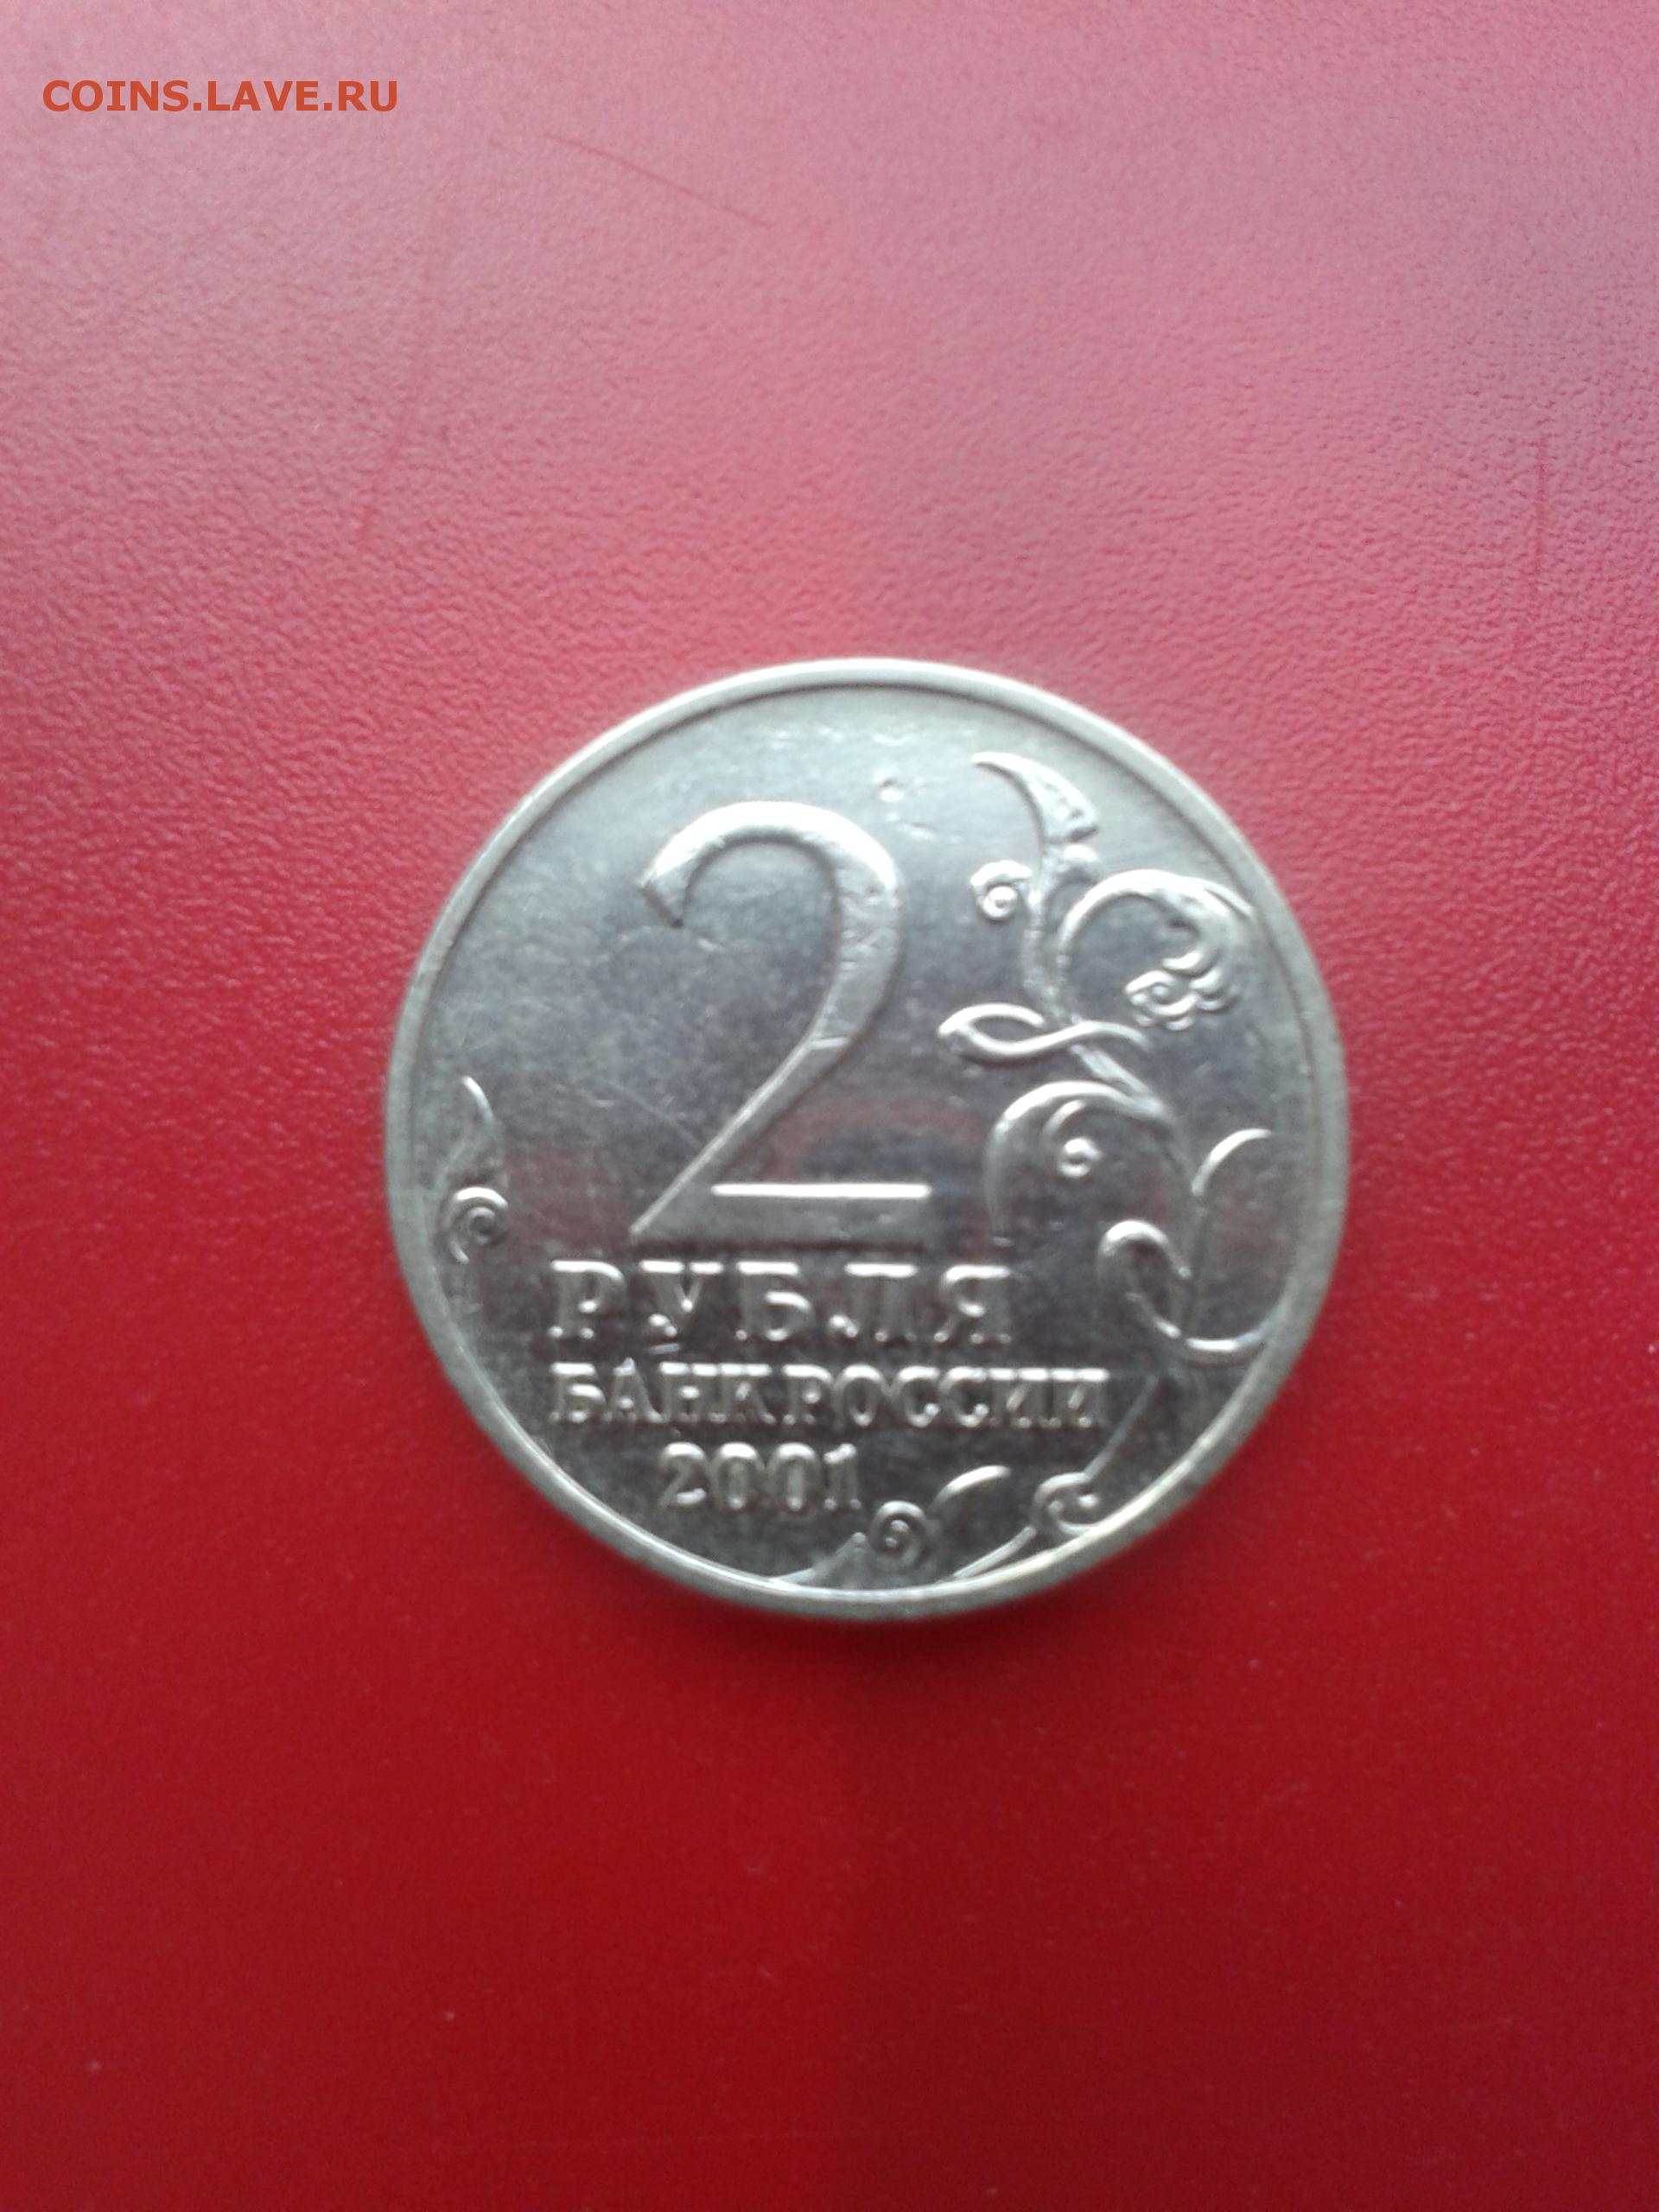 COINS.LAVE.RU
2
РУБЛЯ
БАНК РОССИИ
2001